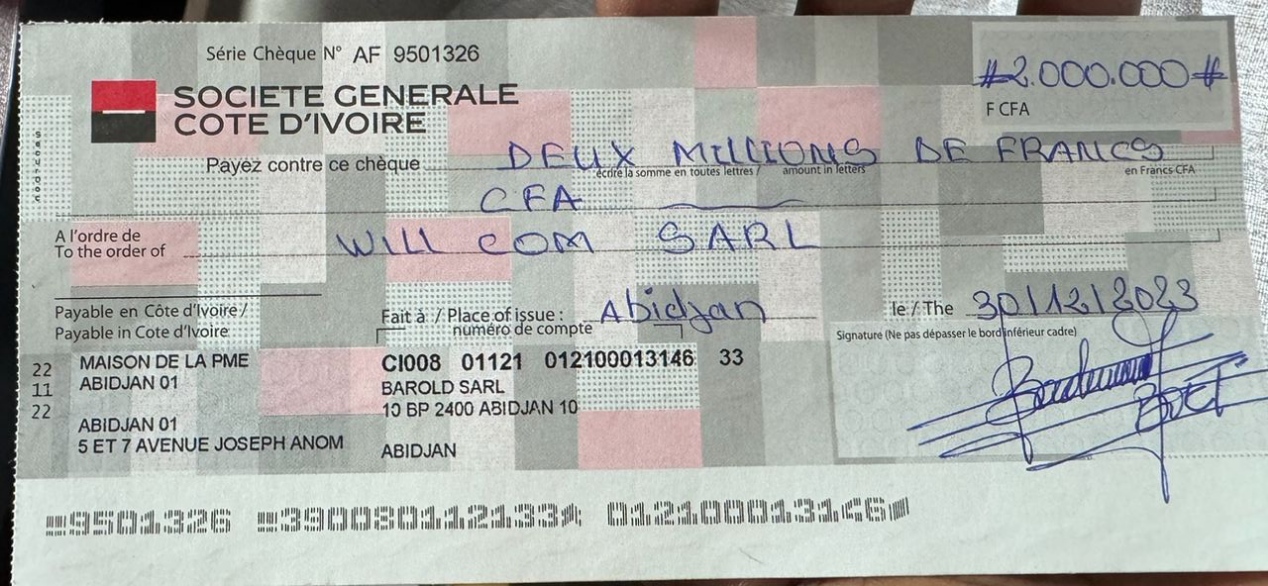 Série Chèque N° AF 9501326
#2.000.000#
F CFA
SOCIETE GENERALE
COTE D'IVOIRE
Payez contre ce chèque DEUX MILLIONS DE FRANCS
écrire la somme en toutes lettres / amount in letters
en Francs CFA
CFA
A l'ordre de
To the order of
WILL COM SARL
Payable en Côte d'Ivoire /
Payable in Cote d'Ivoire
Fait à / Place of issue : Abidjan
numéro de compte
le / The 30/12/2023
Signature (Ne pas dépasser le bord inférieur cadre)
22
11
22
MAISON DE LA PME
ABIDJAN 01
ABIDJAN 01
5 ET 7 AVENUE JOSEPH ANOM
CI008 01121 012100013146 33
BAROLD SARL
10 BP 2400 ABIDJAN 10
ABIDJAN
9501326 390080112133 012100013146